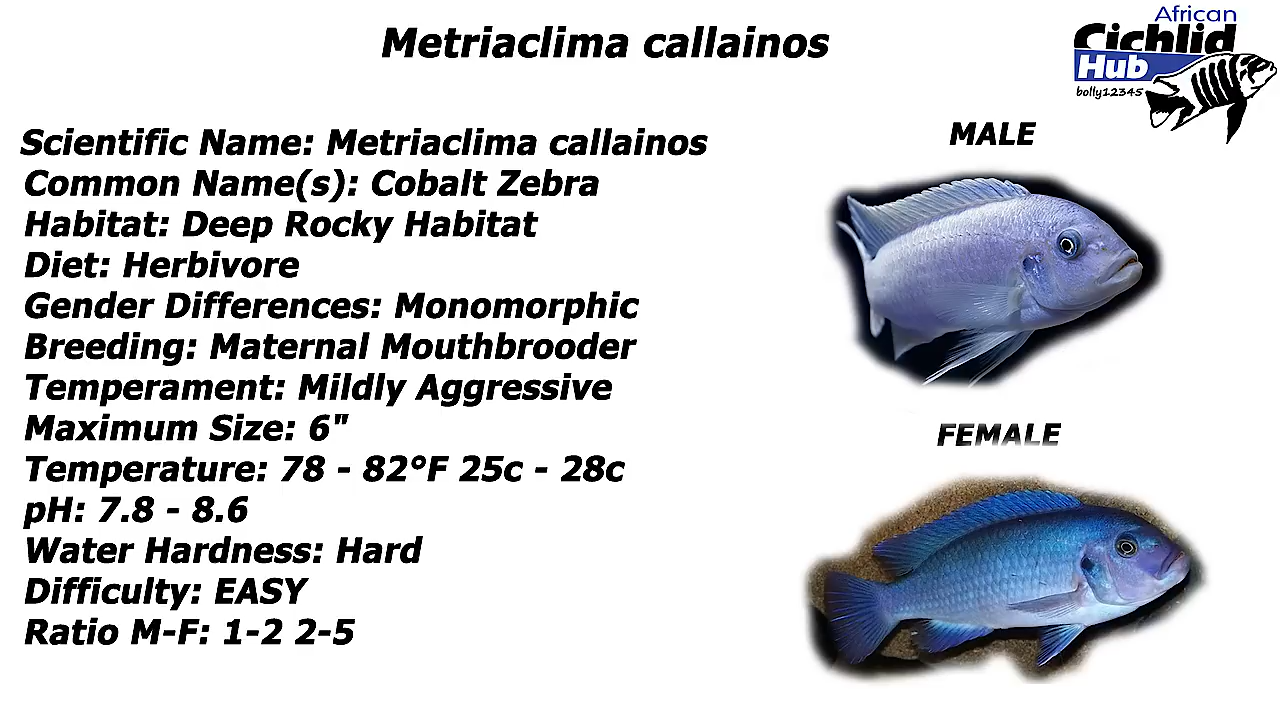 Metriaclima callainos
African
Cichlid
Hub
bolly12345
Scientific Name: Metriaclima callainos
Common Name(s): Cobalt Zebra
Habitat: Deep Rocky Habitat
Diet: Herbivore
Gender Differences: Monomorphic
Breeding: Maternal Mouthbrooder
Temperament: Mildly Aggressive
Maximum Size: 6"
Temperature: 78 - 82°F 25c - 28c
pH: 7.8 - 8.6
Water Hardness: Hard
Difficulty: EASY
Ratio M-F: 1-2 2-5
MALE
FEMALE